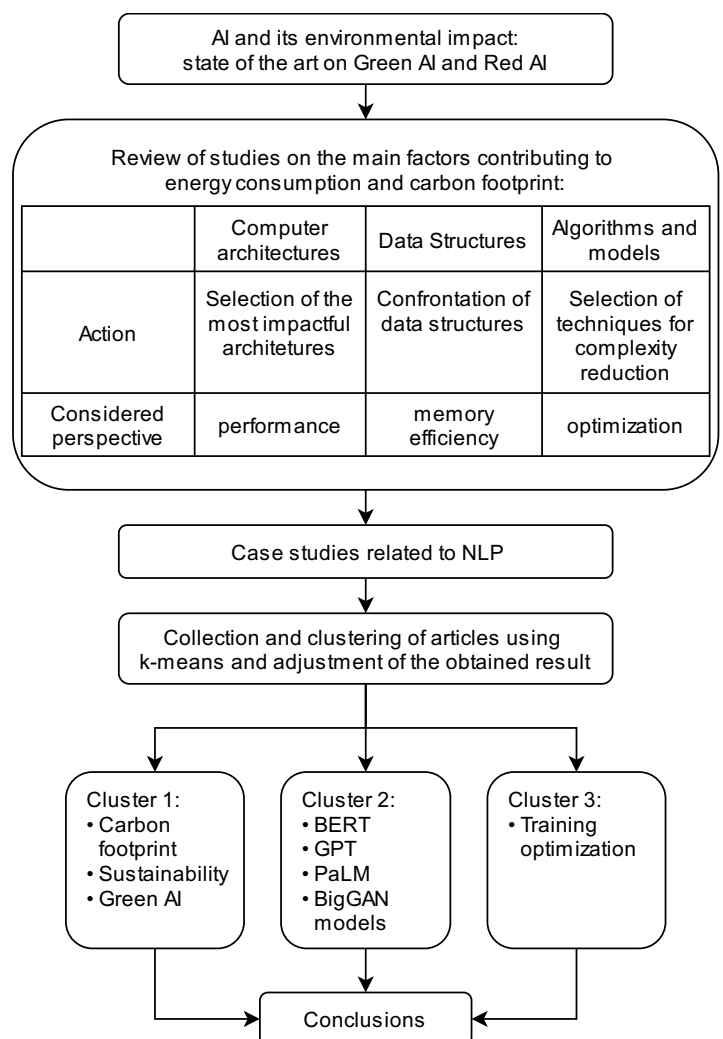 AI and its environmental impact:
state of the art on Green AI and Red AI
Review of studies on the main factors contributing to
energy consumption and carbon footprint:
Computer
architectures
Data Structures
Algorithms and
models
Action
Selection of the
most impactful
architetures
Confrontation of
data structures
Selection of
techniques for
complexity
reduction
Considered
perspective
performance
memory
efficiency
optimization
Case studies related to NLP
Collection and clustering of articles using
k-means and adjustment of the obtained result
Cluster 1:
• Carbon
footprint
• Sustainability
• Green AI
Cluster 2:
• BERT
• GPT
• PaLM
• BigGAN
models
Cluster 3:
• Training
optimization
Conclusions